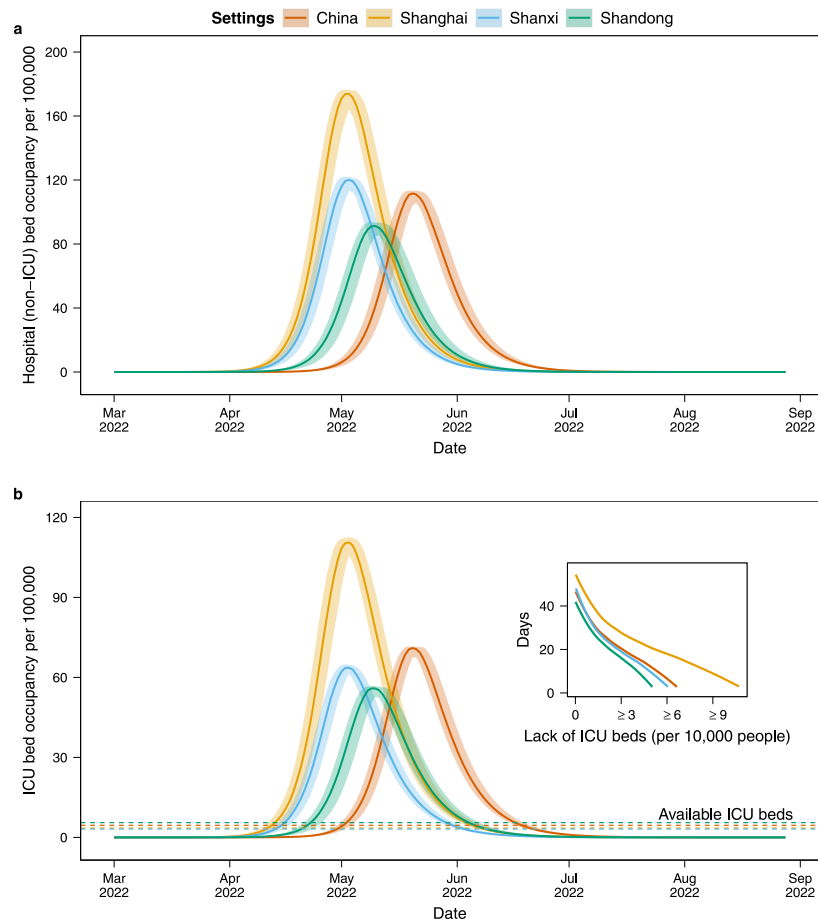 Settings China Shanghai Shanxi Shandong
a
Hospital (non−ICU) bed occupancy per 100,000
200
160
120
80
40
0
Mar Apr May Jun Jul Aug Sep
2022 2022 2022 2022 2022 2022 2022
Date
b
ICU bed occupancy per 100,000
120
90
60
30
0
Days
40
20
0
0 ≥ 3 ≥ 6 ≥ 9
Lack of ICU beds (per 10,000 people)
Available ICU beds
Mar Apr May Jun Jul Aug Sep
2022 2022 2022 2022 2022 2022 2022
Date